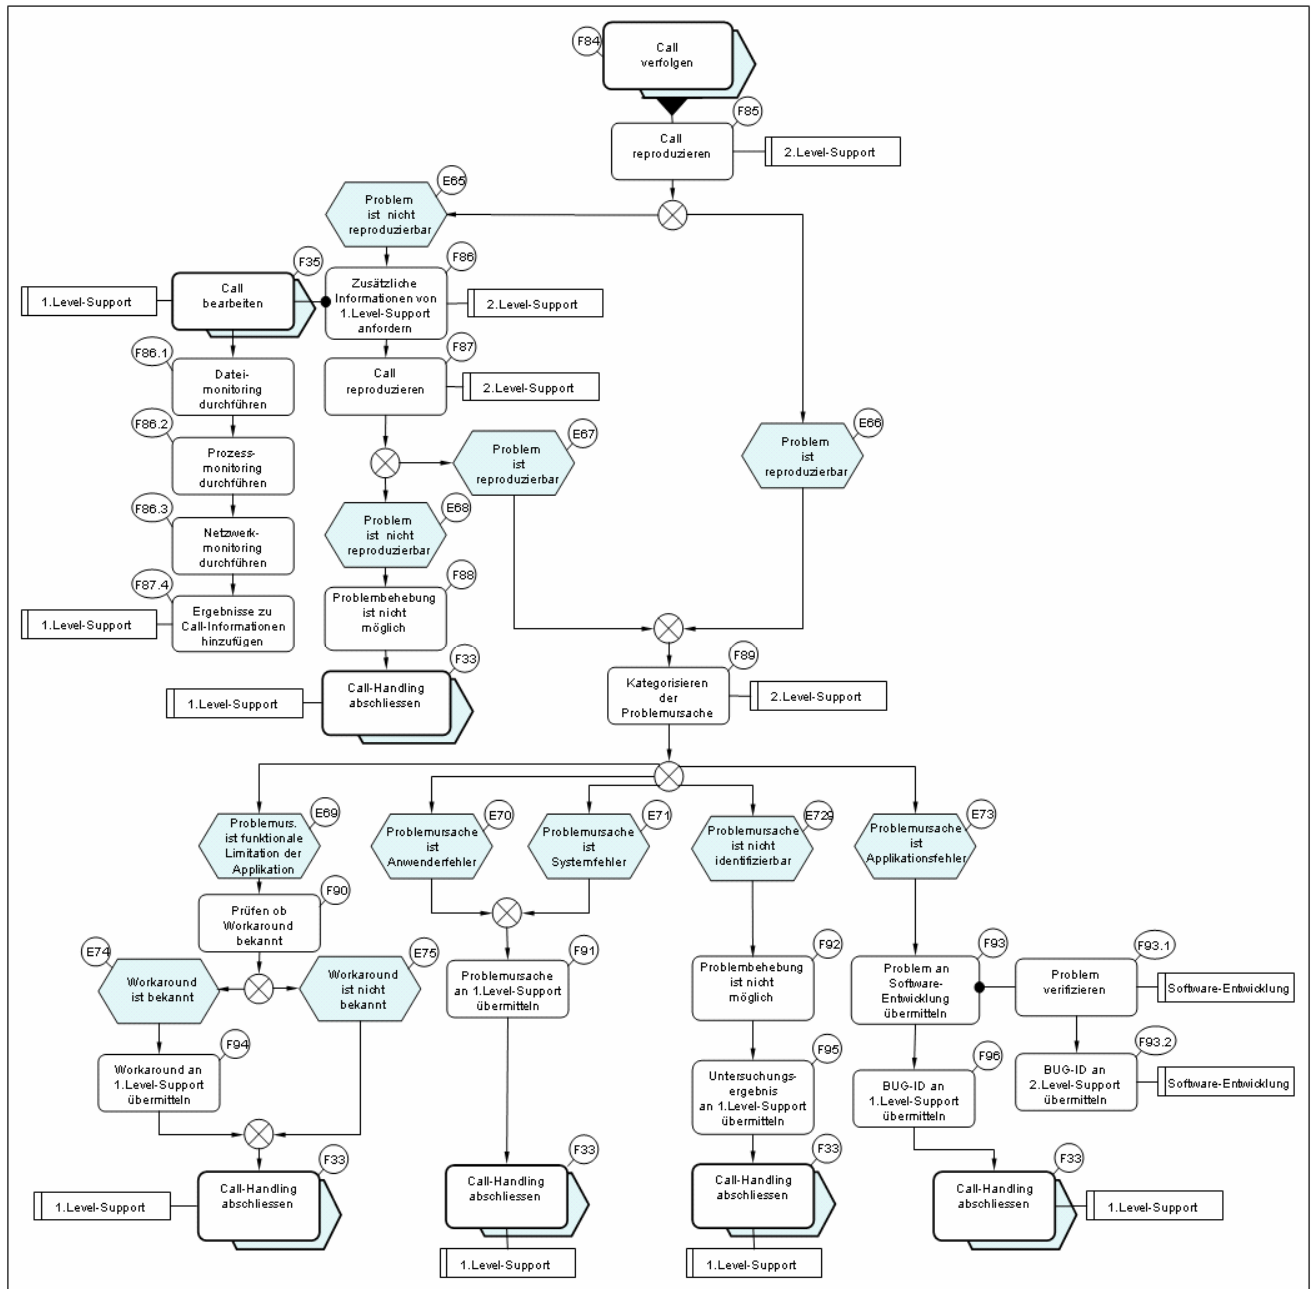 F84
Call
verfolgen
F85
Call
reproduzieren
2.Level-Support
E65
Problem
ist nicht
reproduzierbar
F35
F86
Call
bearbeiten
1.Level-Support
Zusätzliche
Informationen von
1.Level-Support
anfordern
2.Level-Support
F86.1
Datei-
monitoring
durchführen
F87
Call
reproduzieren
2.Level-Support
F86.2
Prozess-
monitoring
durchführen
E67
Problem
ist
reproduzierbar
E66
Problem
ist
reproduzierbar
F86.3
Netzwerk-
monitoring
durchführen
E68
Problem
ist nicht
reproduzierbar
F87.4
Ergebnisse zu
Call-Informationen
hinzufügen
1.Level-Support
F88
Problembehebung
ist nicht
möglich
F33
Call-Handling
abschliessen
1.Level-Support
F89
Kategorisieren
der
Problemursache
2.Level-Support
E69
Problemurs.
ist funktionale
Limitation der
Applikation
E70
Problemursache
ist
Anwenderfehler
E71
Problemursache
ist
Systemfehler
E729
Problemursache
ist nicht
identifizierbar
E73
Problemursache
ist
Applikationsfehler
F90
Prüfen ob
Workaround
bekannt
E74
Workaround
ist bekannt
E75
Workaround
ist nicht
bekannt
F91
Problemursache
an 1.Level-Support
übermitteln
F92
Problembehebung
ist nicht
möglich
F93
Problem an
Software-
Entwicklung
übermitteln
F93.1
Problem
verifizieren
Software-Entwicklung
F94
Workaround an
1.Level-Support
übermitteln
F95
Untersuchungs-
ergebnis
an 1.Level-Support
übermitteln
F96
BUG-ID an
1.Level-Support
übermitteln
F93.2
BUG-ID an
2.Level-Support
übermitteln
Software-Entwicklung
F33
Call-Handling
abschliessen
1.Level-Support
F33
Call-Handling
abschliessen
1.Level-Support
F33
Call-Handling
abschliessen
1.Level-Support
F33
Call-Handling
abschliessen
1.Level-Support